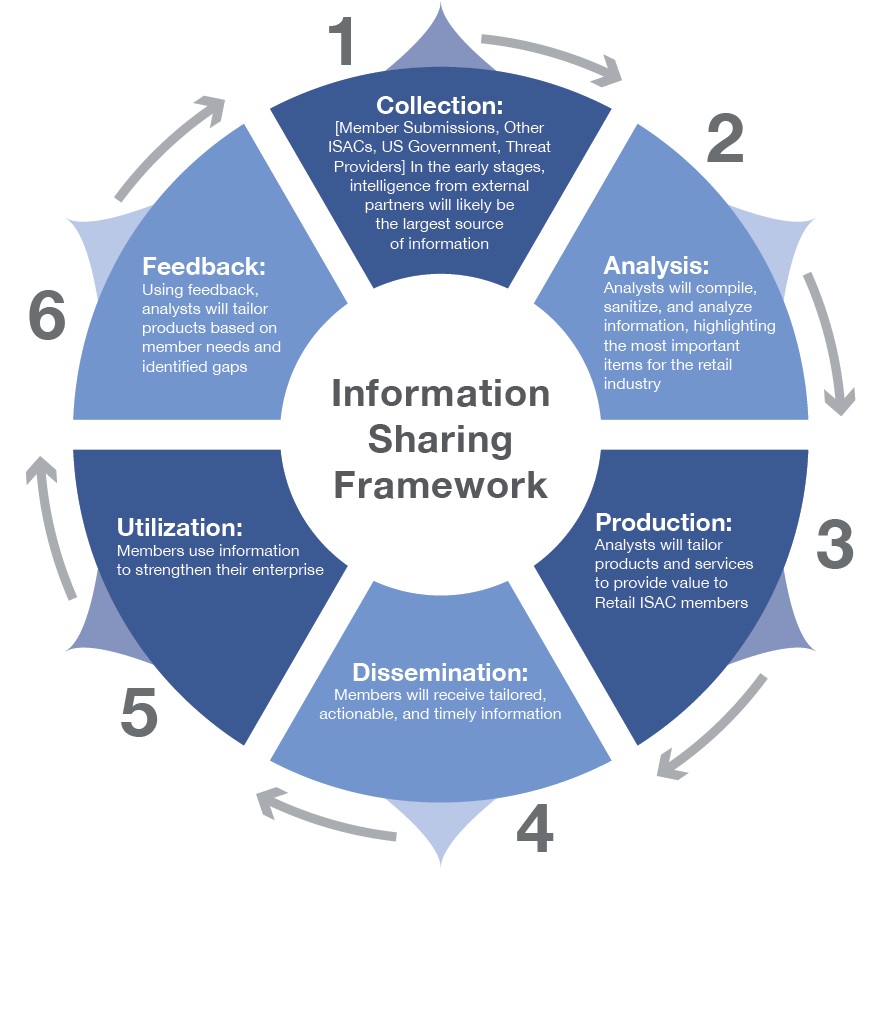 1
Collection:
[Member Submissions, Other
ISACs, US Government, Threat
Providers] In the early stages,
intelligence from external
partners will likely be
the largest source
of information
2
Analysis:
Analysts will compile,
sanitize, and analyze
information, highlighting
the most important
items for the retail
industry
3
Production:
Analysts will tailor
products and services
to provide value to
Retail ISAC members
4
Dissemination:
Members will receive tailored,
actionable, and timely information
5
Utilization:
Members use information
to strengthen their enterprise
6
Feedback:
Using feedback,
analysts will tailor
products based on
member needs and
identified gaps
Information
Sharing
Framework